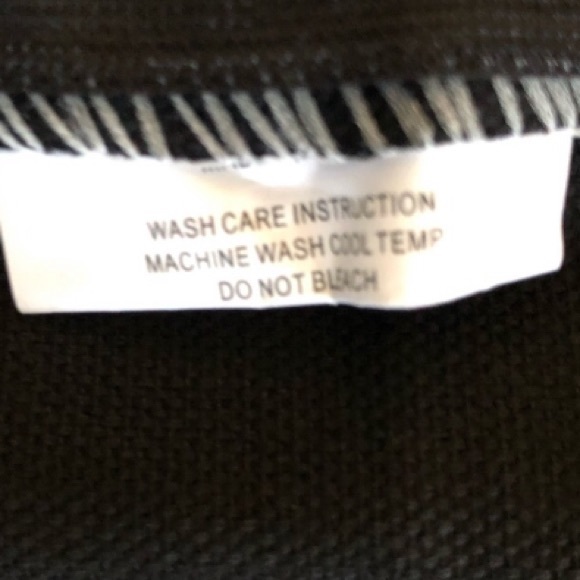 WASH CARE INSTRUCTION
MACHINE WASH COOL TEMP
DO NOT BLEACH